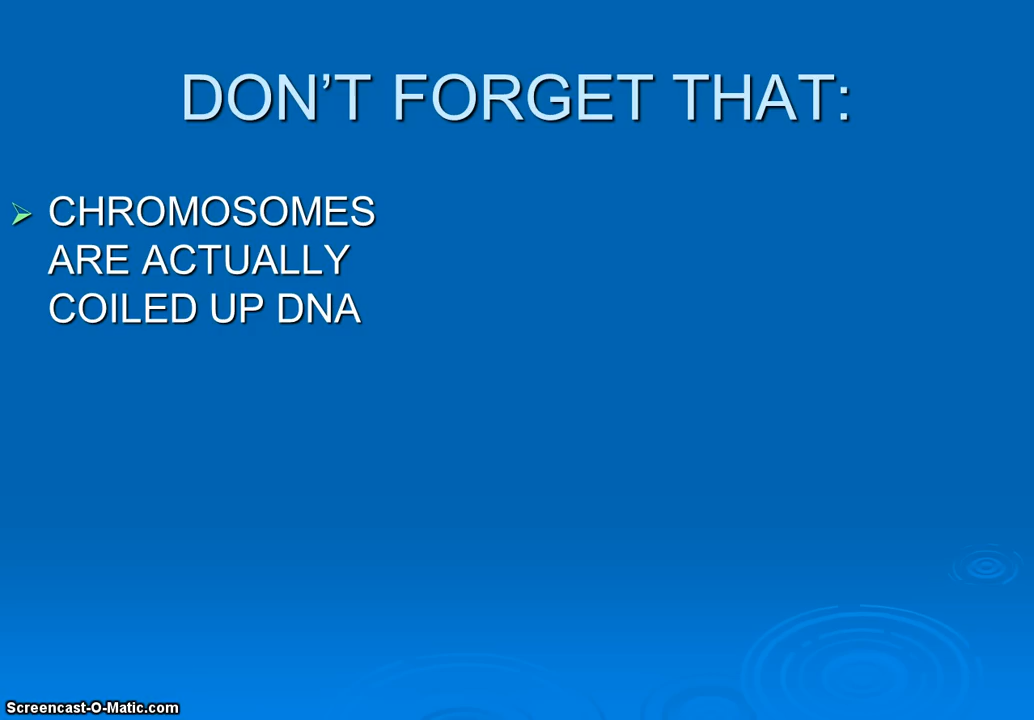 DON'T FORGET THAT:
CHROMOSOMES
ARE ACTUALLY
COILED UP DNA
Screencast-O-Matic.com